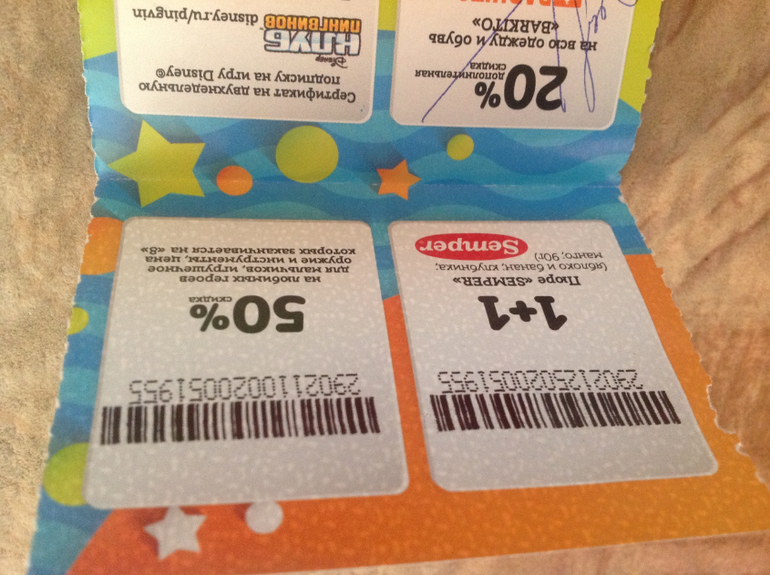 2902125020051955
1+1
Пюре «SEMPER»
(яблоко и банан, клубника,
манго, 90г)
Semper
2902110020051955
50%
скидка
на любимых героев
для мальчиков, игрушечное
оружие и инструменты, цена
которых заканчивается на «8»
20%
дополнительная
скидка
на всю одежду и обувь
«BARKITO»
Сертификат на двухнедельную
подписку на игру Disney®
Disney
КЛУБ
ПИНГВИНОВ
disney.ru/pingvin